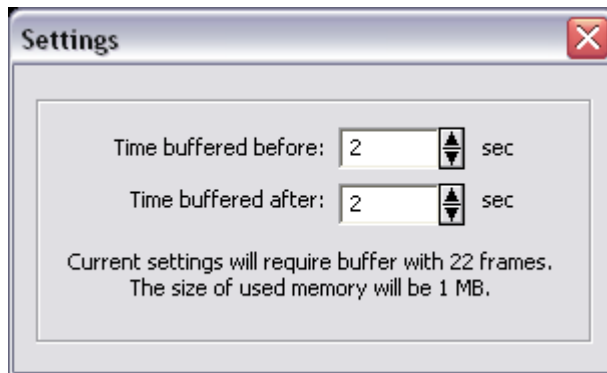 Settings
Time buffered before: 2 sec
Time buffered after: 2 sec
Current settings will require buffer with 22 frames.
The size of used memory will be 1 MB.